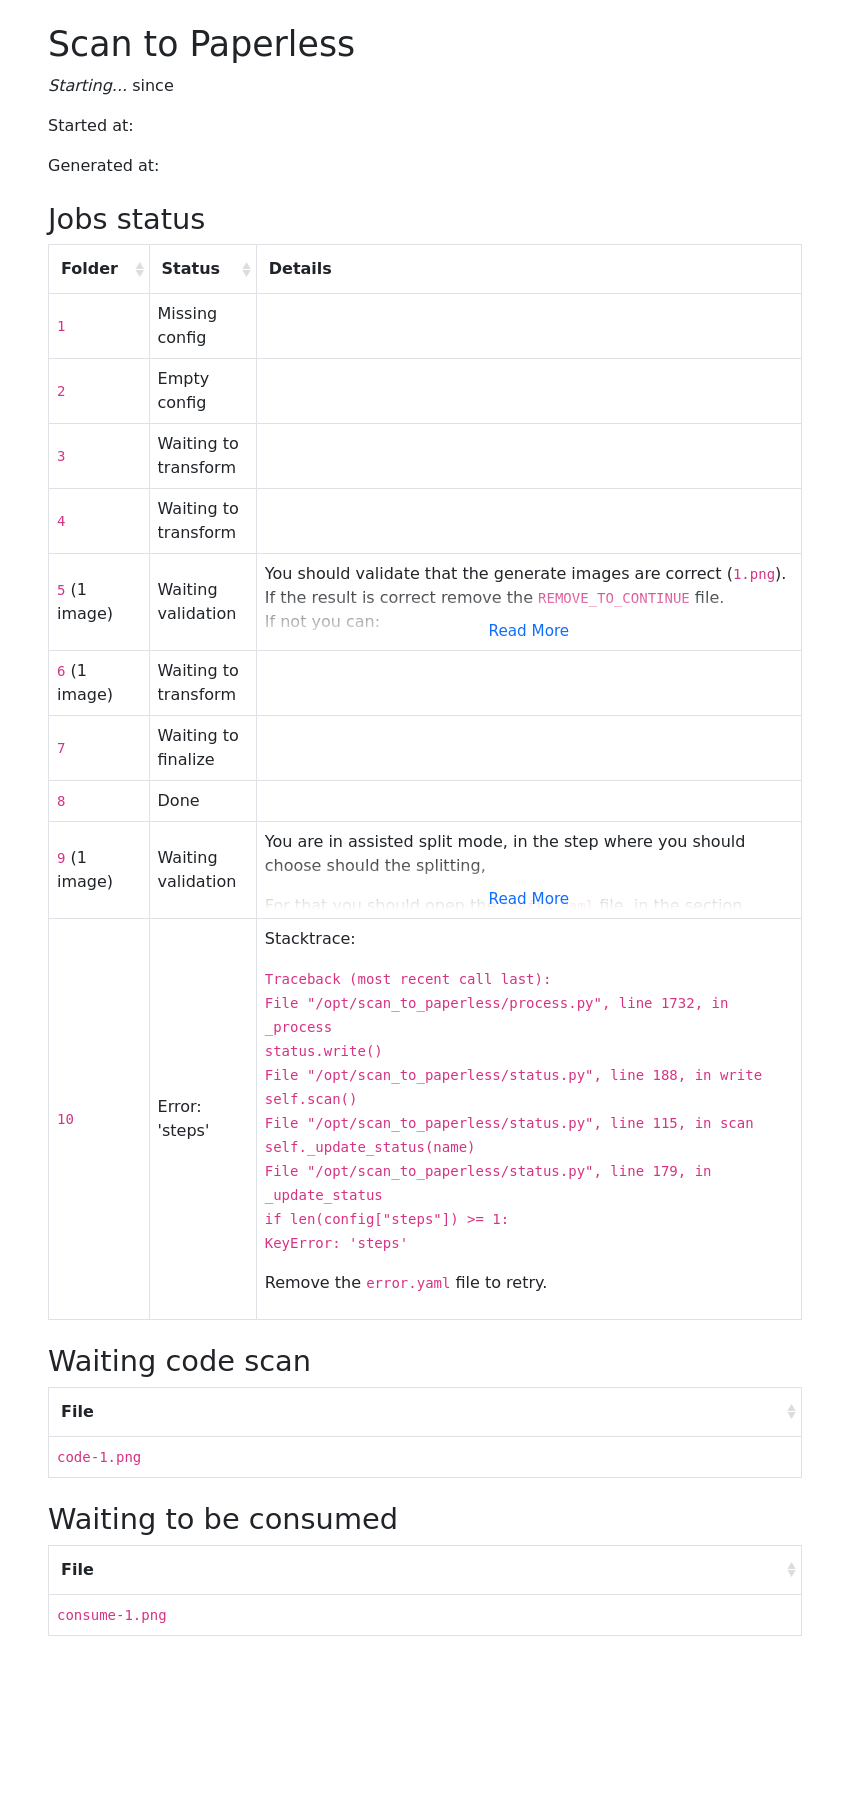 Scan to Paperless
Starting... since
Started at:
Generated at:
Jobs status
Folder Status Details
1 Missing
config
2 Empty
config
3 Waiting to
transform
4 Waiting to
transform
5 (1
image)
Waiting
validation
You should validate that the generate images are correct (1.png).
If the result is correct remove the REMOVE_TO_CONTINUE file.
If not you can:
Read More
6 (1
image)
Waiting to
transform
7 Waiting to
finalize
8 Done
9 (1
image)
Waiting
validation
You are in assisted split mode, in the step where you should
choose should the splitting,
For that you should open the file, in the section
Read More
10
Error:
'steps'
Stacktrace:
Traceback (most recent call last):
File "/opt/scan_to_paperless/process.py", line 1732, in
_process
status.write()
File "/opt/scan_to_paperless/status.py", line 188, in write
self.scan()
File "/opt/scan_to_paperless/status.py", line 115, in scan
self._update_status(name)
File "/opt/scan_to_paperless/status.py", line 179, in
_update_status
if len(config["steps"]) >= 1:
KeyError: 'steps'
Remove the error.yaml file to retry.
Waiting code scan
File
code-1.png
Waiting to be consumed
File
consume-1.png